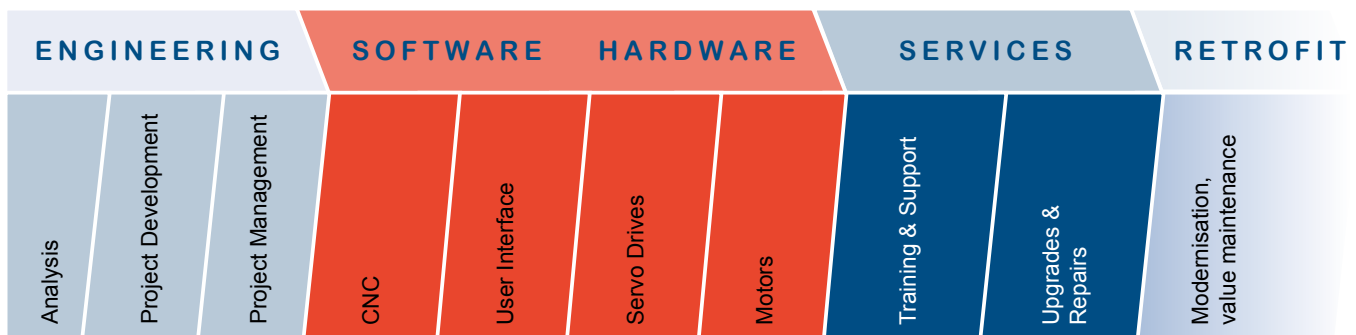 ENGINEERING
SOFTWARE HARDWARE
SERVICES
RETROFIT
Analysis
Project Development
Project Management
CNC
User Interface
Servo Drives
Motors
Training & Support
Upgrades &
Repairs
Modernisation,
value maintenance